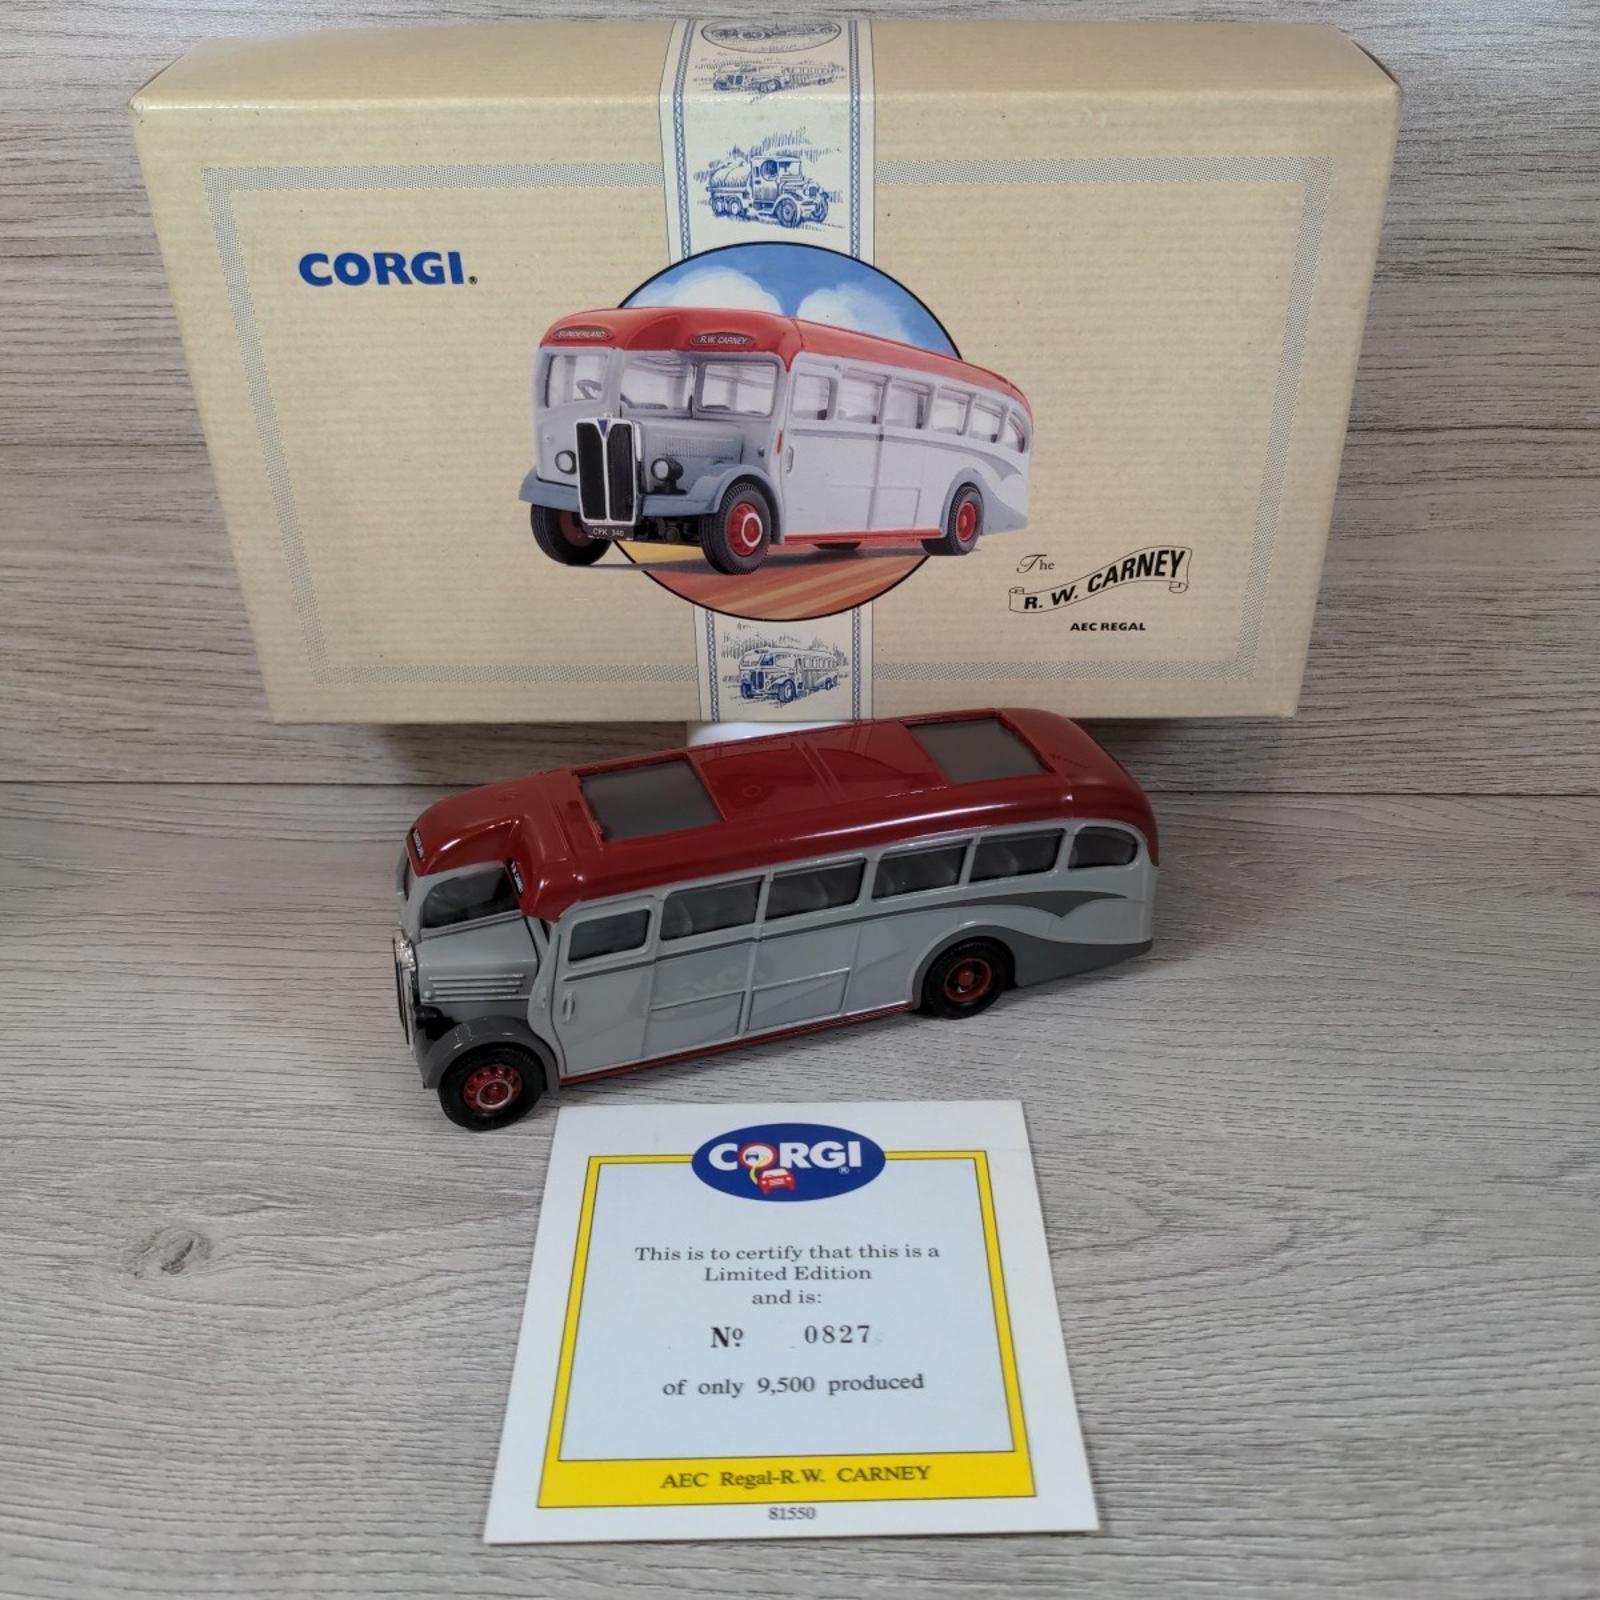 CORGI®
SUNDERLAND
R.W. CARNEY
CFK 340
The
R. W. CARNEY
AEC REGAL
CORGI®
This is to certify that this is a
Limited Edition
and is:
Nº 0827
of only 9,500 produced
AEC Regal-R.W. CARNEY
81550